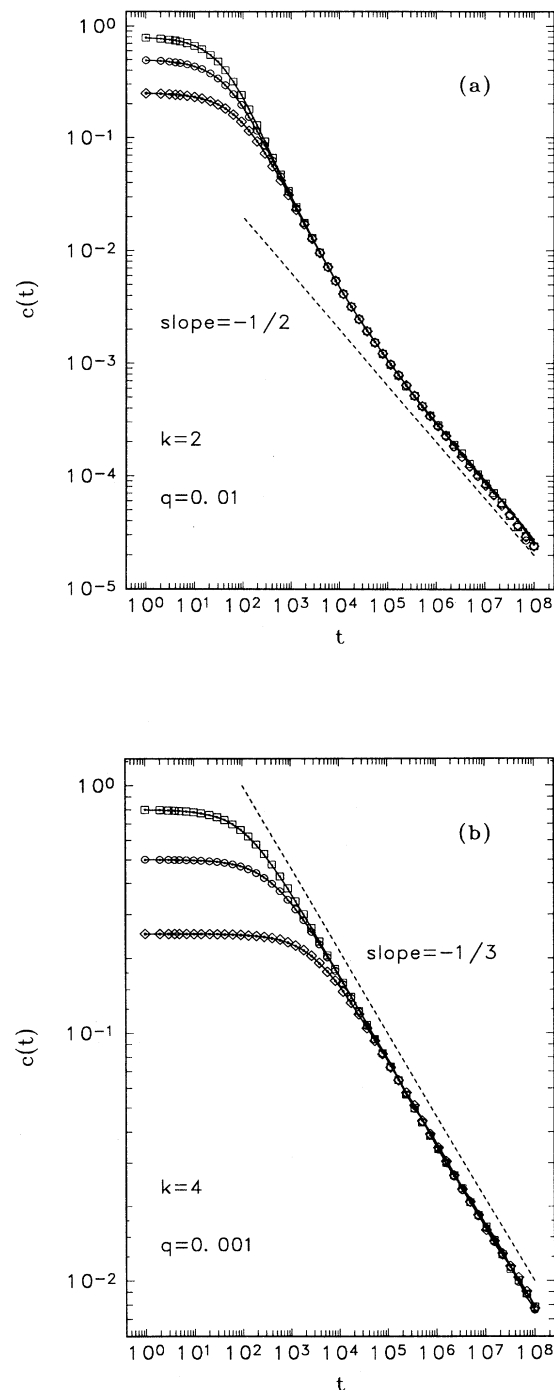 10⁰
(a)
10⁻¹
10⁻²
c(t)
slope=−1/2
10⁻³
k=2
10⁻⁴
q=0.01
10⁻⁵
10⁰ 10¹ 10² 10³ 10⁴ 10⁵ 10⁶ 10⁷ 10⁸
t
10⁰
(b)
slope=−1/3
c(t)
10⁻¹
k=4
q=0.001
10⁻²
10⁰ 10¹ 10² 10³ 10⁴ 10⁵ 10⁶ 10⁷ 10⁸
t